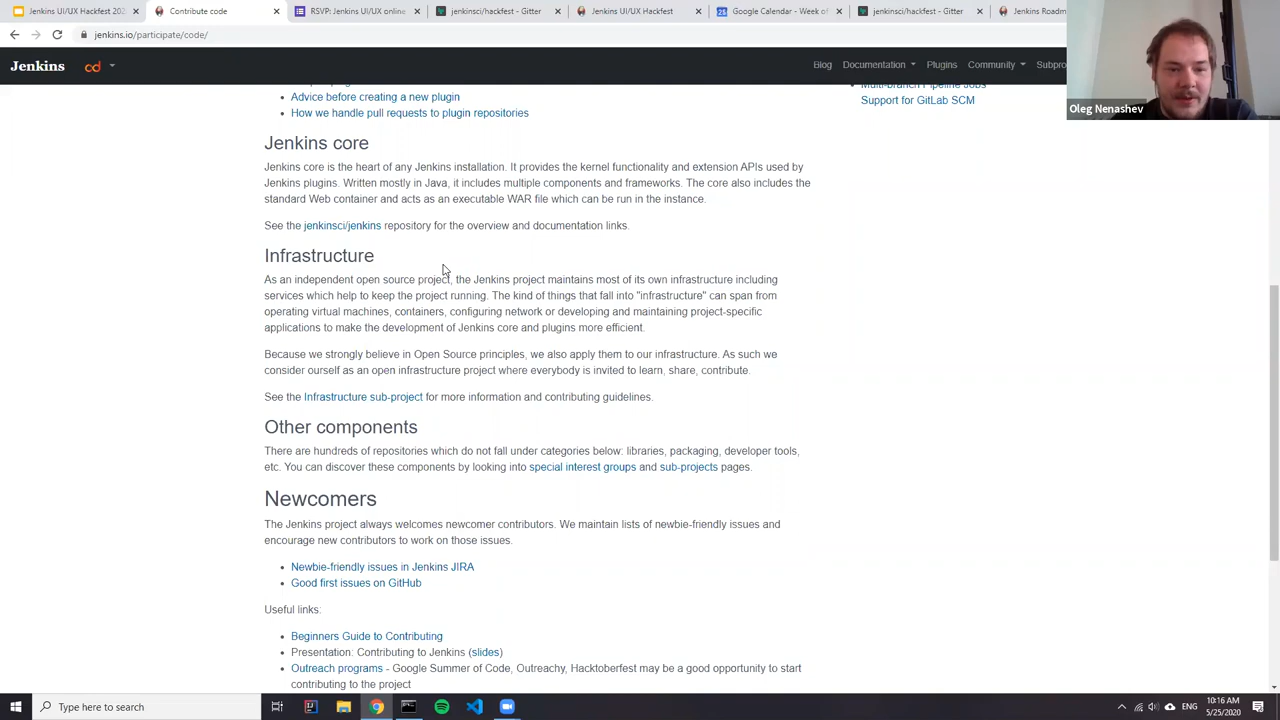 Jenkins UI/UX Hackfest 202
Contribute code
RSVP: Jenkins UI/UX online
jenkinsci/hackfest - Gitter
Jenkins UI/UX Hackfest
Google Calendar - Week of
jenkinsci/hackfest - Gitter
Jenkins Roadm
jenkins.io/participate/code/
Jenkins
cd
Blog
Documentation
Plugins
Community
Subpro
Oleg Nenashev
Advice before creating a new plugin
How we handle pull requests to plugin repositories
Multi-branch Pipeline Jobs
Support for GitLab SCM
Jenkins core
Jenkins core is the heart of any Jenkins installation. It provides the kernel functionality and extension APIs used by
Jenkins plugins. Written mostly in Java, it includes multiple components and frameworks. The core also includes the
standard Web container and acts as an executable WAR file which can be run in the instance.
See the jenkinsci/jenkins repository for the overview and documentation links.
Infrastructure
As an independent open source project, the Jenkins project maintains most of its own infrastructure including
services which help to keep the project running. The kind of things that fall into "infrastructure" can span from
operating virtual machines, containers, configuring network or developing and maintaining project-specific
applications to make the development of Jenkins core and plugins more efficient.
Because we strongly believe in Open Source principles, we also apply them to our infrastructure. As such we
consider ourself as an open infrastructure project where everybody is invited to learn, share, contribute.
See the Infrastructure sub-project for more information and contributing guidelines.
Other components
There are hundreds of repositories which do not fall under categories below: libraries, packaging, developer tools,
etc. You can discover these components by looking into special interest groups and sub-projects pages.
Newcomers
The Jenkins project always welcomes newcomer contributors. We maintain lists of newbie-friendly issues and
encourage new contributors to work on those issues.
Newbie-friendly issues in Jenkins JIRA
Good first issues on GitHub
Useful links:
Beginners Guide to Contributing
Presentation: Contributing to Jenkins (slides)
Outreach programs - Google Summer of Code, Outreachy, Hacktoberfest may be a good opportunity to start
contributing to the project
Type here to search
10:16 AM
5/25/2020